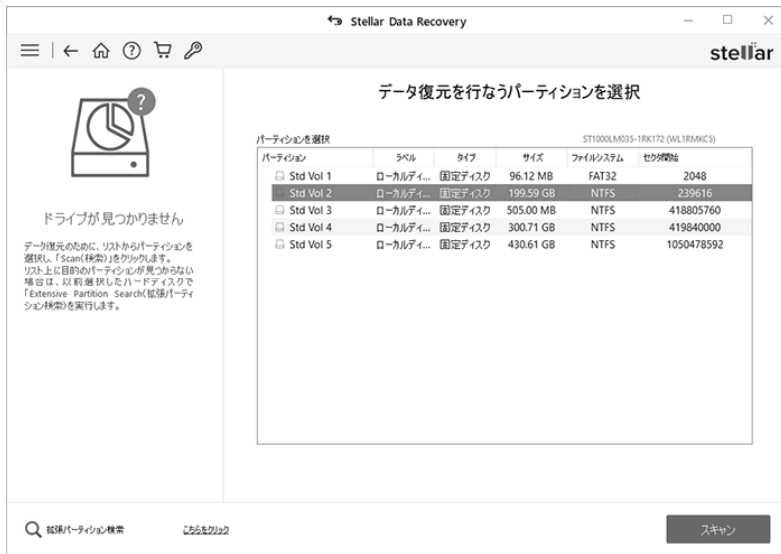 Stellar Data Recovery
stellar
データ復元を行なうパーティションを選択
ドライブが見つかりません
データ復元のために、リストからパーティションを
選択し、「Scan(検索)」をクリックします。
リスト上に目的のパーティションが見つからない
場合は、以前選択したハードディスクで
「Extensive Partition Search(拡張パーティ
ション検索)を実行します。
パーティションを選択 ST1000LM035-1RK172 (WL1RMKCS)
パーティション ラベル タイプ サイズ ファイルシステム セクタ開始
Std Vol 1 ローカルディ... 固定ディスク 96.12 MB FAT32 2048
Std Vol 2 ローカルディ... 固定ディスク 199.59 GB NTFS 239616
Std Vol 3 ローカルディ... 固定ディスク 505.00 MB NTFS 418805760
Std Vol 4 ローカルディ... 固定ディスク 300.71 GB NTFS 419840000
Std Vol 5 ローカルディ... 固定ディスク 430.61 GB NTFS 1050478592
拡張パーティション検索 こちらをクリック
スキャン